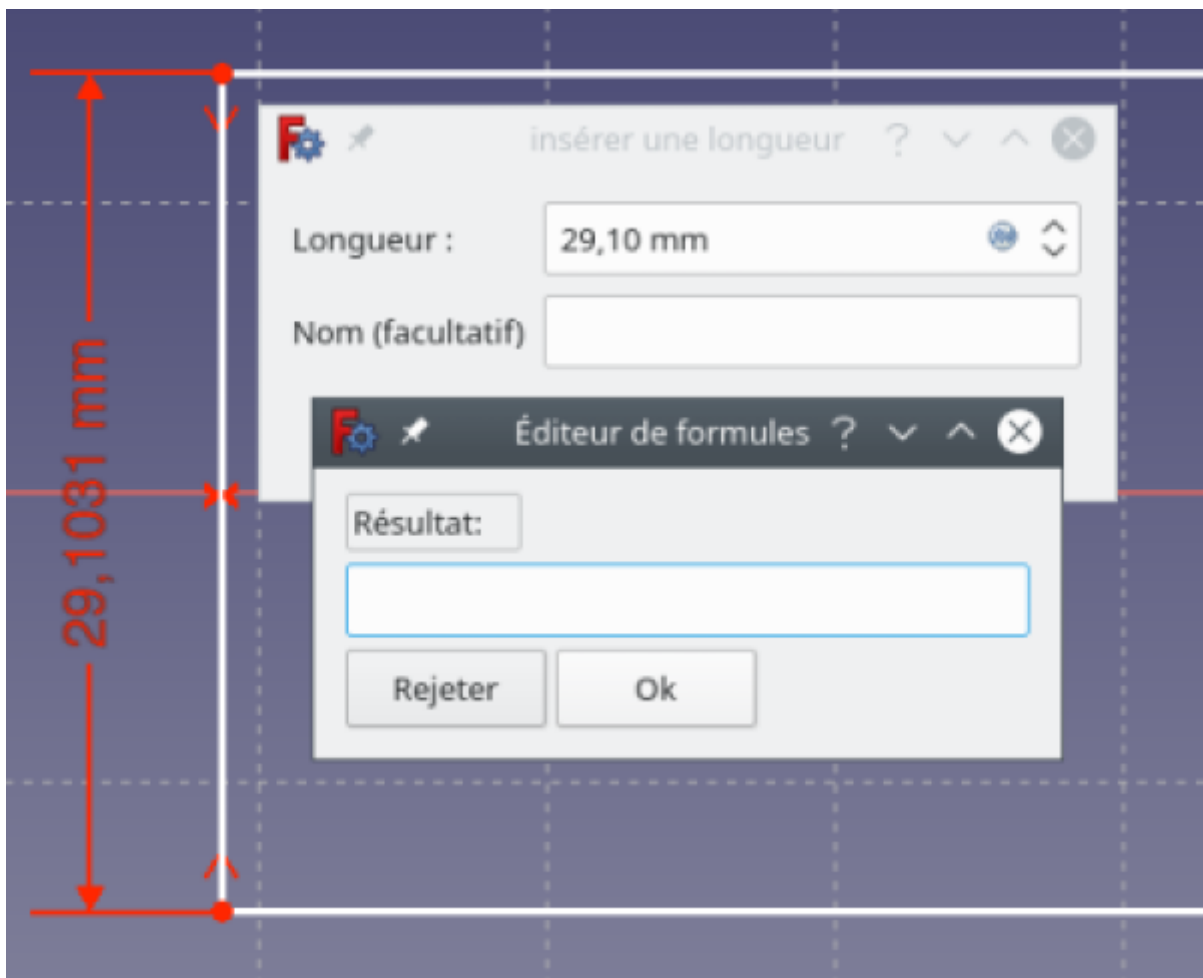 insérer une longueur
Longueur :
29,10 mm
Nom (facultatif)
29,1031 mm
Éditeur de formules
Résultat:
Rejeter
Ok